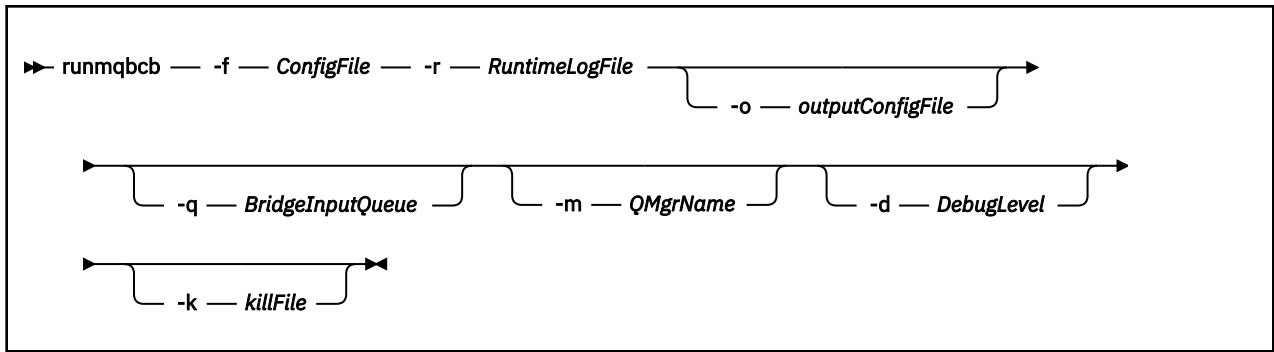 runmqbcb -f ConfigFile -r RuntimeLogFile
-o outputConfigFile
-q BridgeInputQueue -m QMgrName -d DebugLevel
-k killFile